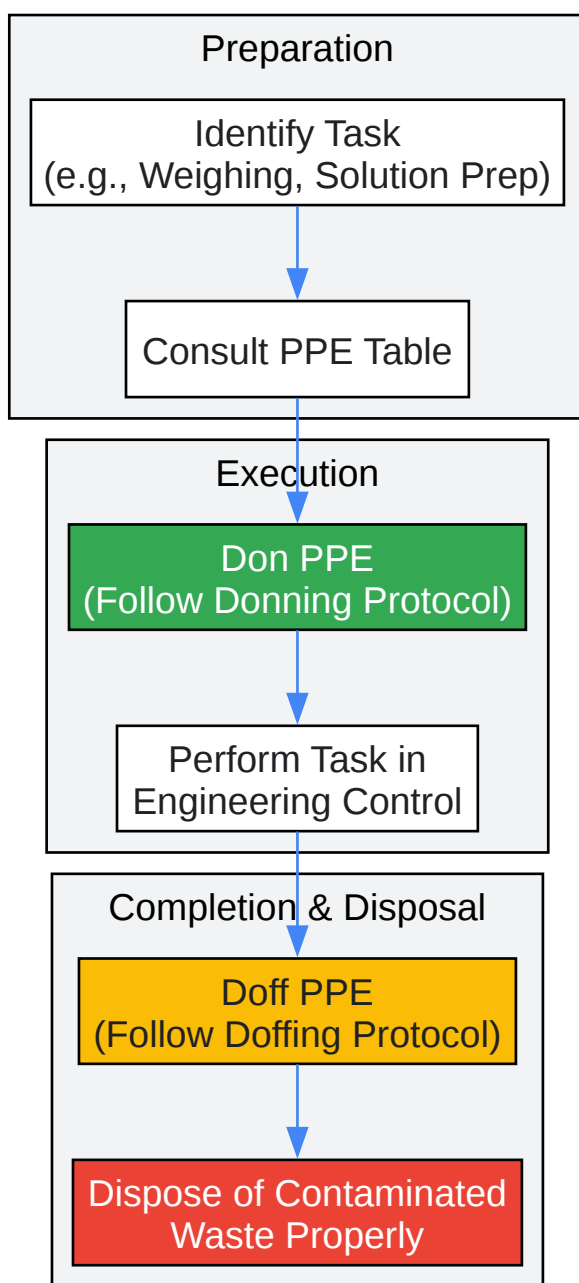 Preparation
Identify Task
(e.g., Weighing, Solution Prep)
Consult PPE Table
Execution
Don PPE
(Follow Donning Protocol)
Perform Task in
Engineering Control
Completion & Disposal
Doff PPE
(Follow Doffing Protocol)
Dispose of Contaminated
Waste Properly